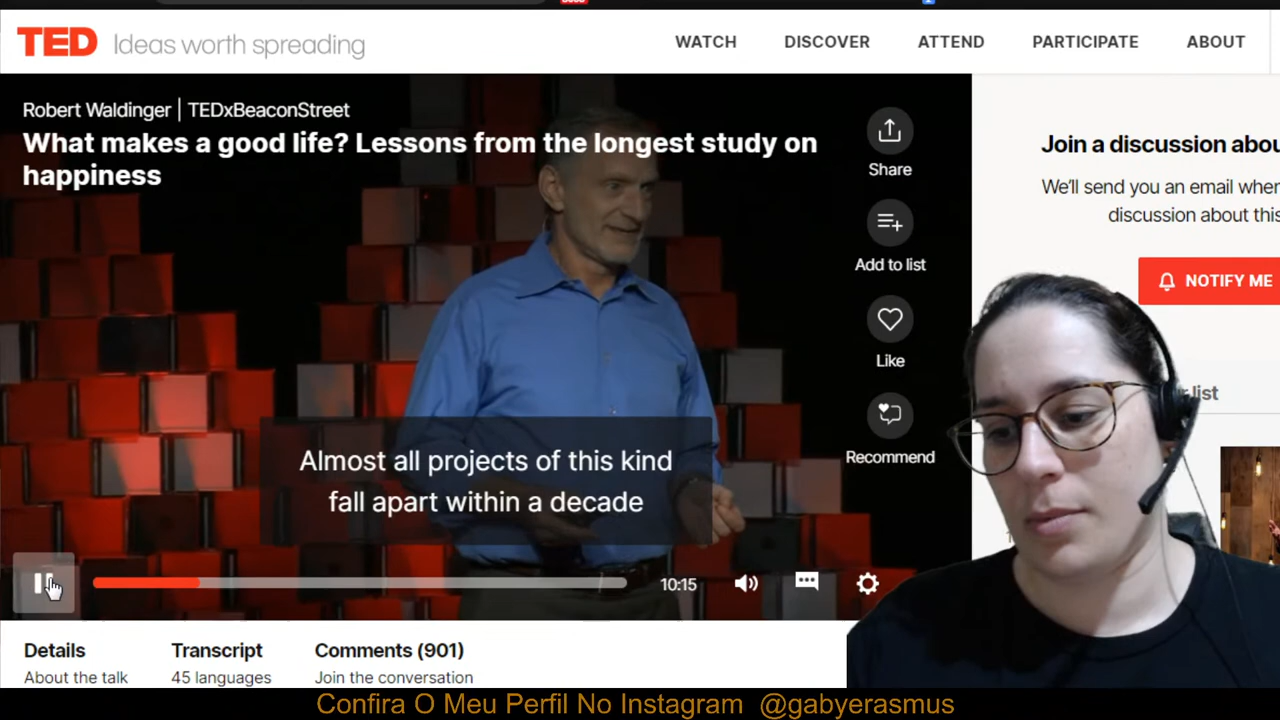 TED Ideas worth spreading
WATCH DISCOVER ATTEND PARTICIPATE ABOUT
Robert Waldinger | TEDxBeaconStreet
What makes a good life? Lessons from the longest study on
happiness
Share
Add to list
Like
Recommend
Join a discussion
We'll send you an email
discussion about
NOTIFY ME
list
Almost all projects of this kind
fall apart within a decade
10:15
Details
About the talk
Transcript
45 languages
Comments (901)
Join the conversation
Confira O Meu Perfil No Instagram @gabyerasmus